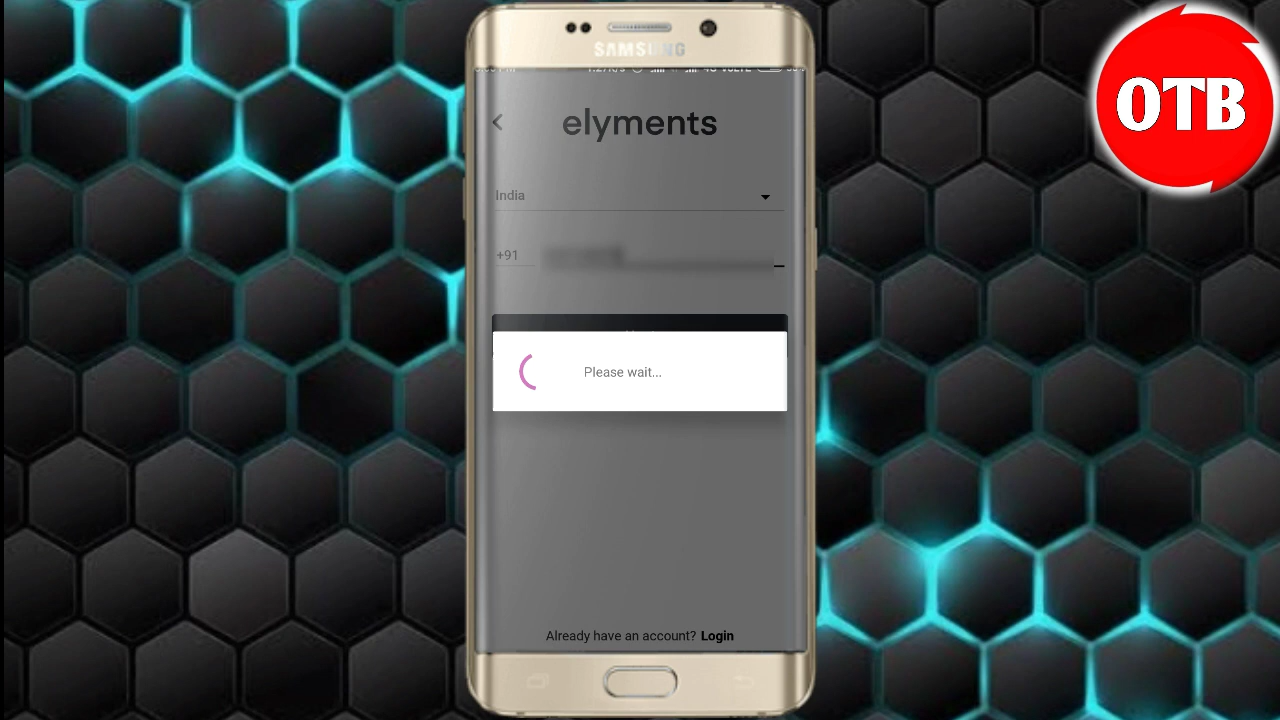 OTB
SAMSUNG
elyments
India
+91
Please wait...
Already have an account? Login